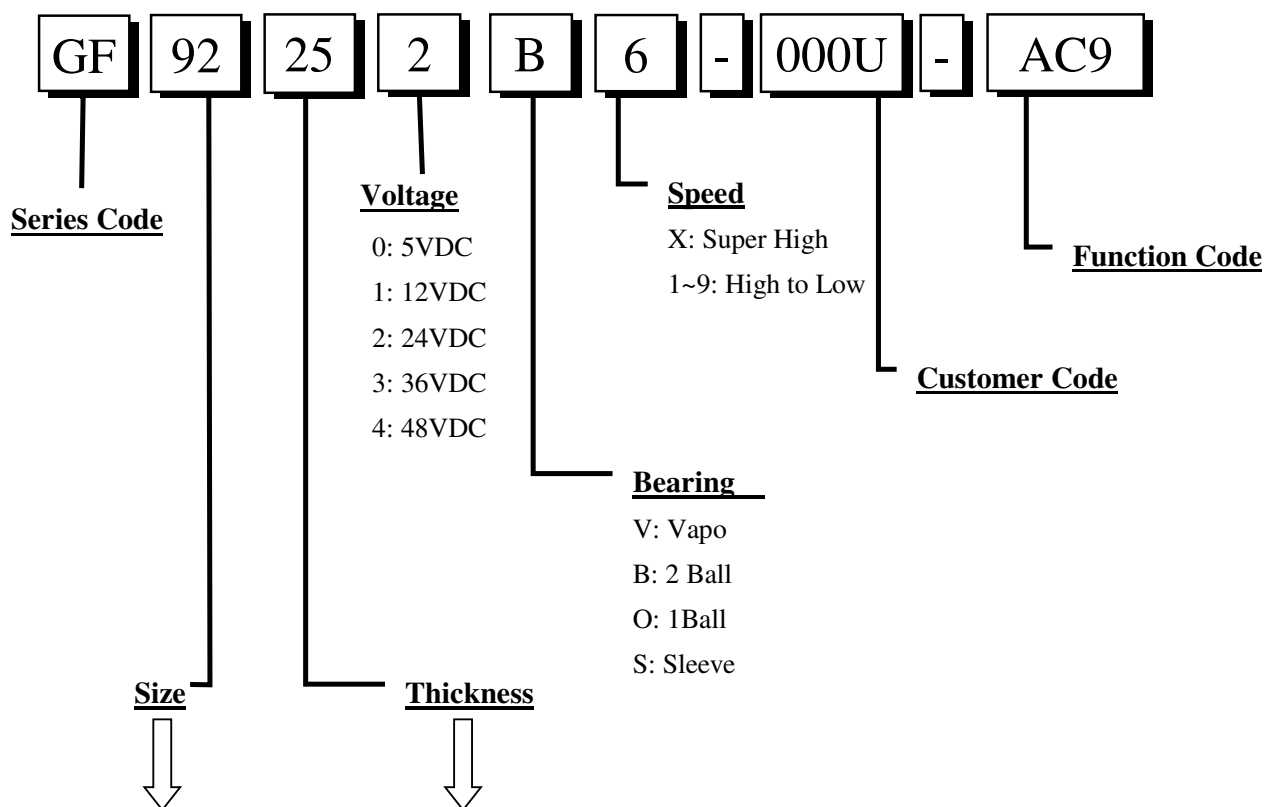 GF 92 25 2 B 6 - 000U - AC9
Series Code
Voltage
0: 5VDC
1: 12VDC
2: 24VDC
3: 36VDC
4: 48VDC
Speed
X: Super High
1~9: High to Low
Function Code
Customer Code
Bearing
V: Vapo
B: 2 Ball
O: 1Ball
S: Sleeve
Size
Thickness